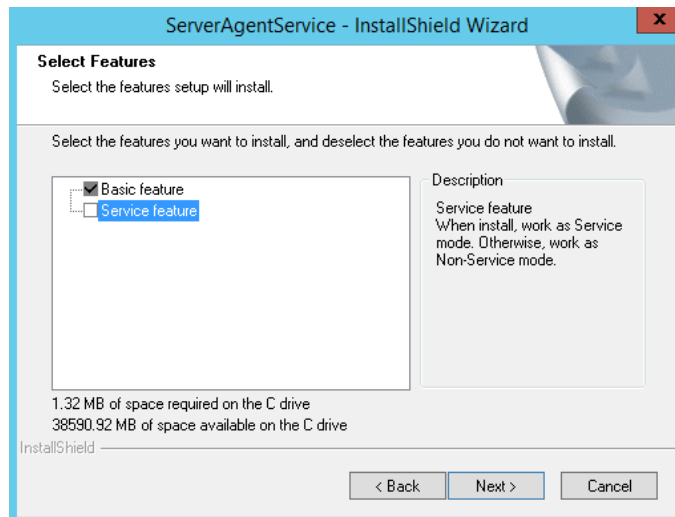 ServerAgentService - InstallShield Wizard
x
Select Features
Select the features setup will install.
Select the features you want to install, and deselect the features you do not want to install.
Basic feature
Service feature
Description
Service feature
When install, work as Service
mode. Otherwise, work as
Non-Service mode.
1.32 MB of space required on the C drive
38590.92 MB of space available on the C drive
InstallShield
< Back
Next >
Cancel